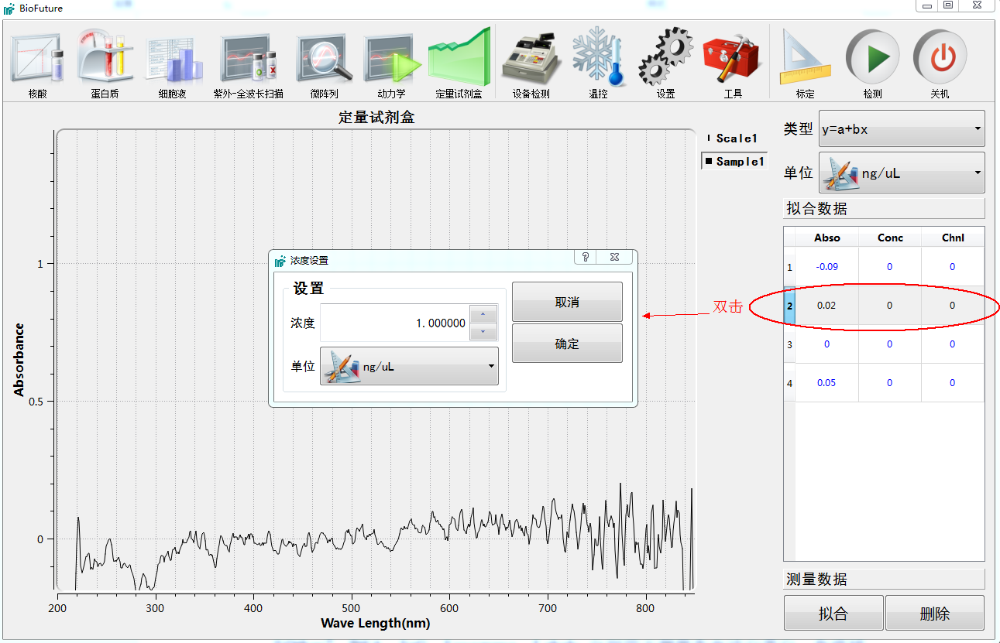 BioFuture
核酸 蛋白质 细胞液 紫外-全波长扫描 微阵列 动力学 定量试剂盒 设备检测 温控 设置 工具 标定 检测 关机
定量试剂盒
类型 y=a+bx
Scale1
Sample1
单位 ng/uL
拟合数据
Abso Conc Chnl
1 -0.09 0 0
2 0.02 0 0
3 0 0 0
4 0.05 0 0
双击
浓度设置
?
设置
浓度 1.000000
单位 ng/uL
取消
确定
Absorbance
1
0.5
0
200 300 400 500 600 700 800
Wave Length(nm)
测量数据
拟合 删除